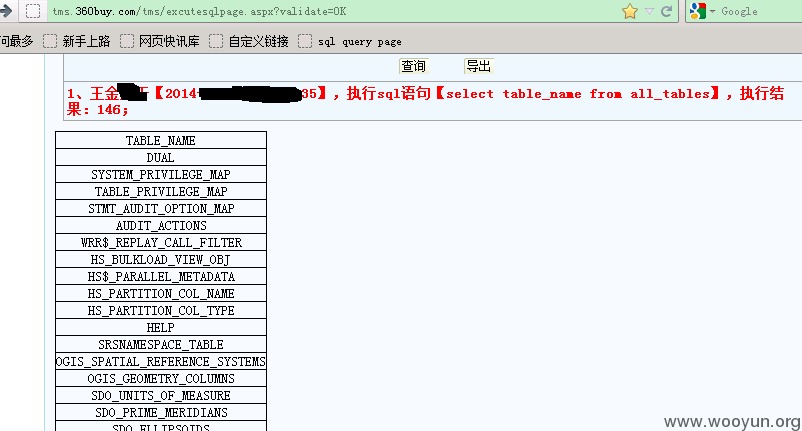 tms.360buy.com/tms/excutesqlpage.aspx?validate=OK
Google
问最多 新手上路 网页快讯库 自定义链接 sql query page
查询 导出
1、王金 【2014 35】，执行sql语句【select table_name from all_tables】，执行结
果：146；
TABLE_NAME
DUAL
SYSTEM_PRIVILEGE_MAP
TABLE_PRIVILEGE_MAP
STMT_AUDIT_OPTION_MAP
AUDIT_ACTIONS
WRR$_REPLAY_CALL_FILTER
HS_BULKLOAD_VIEW_OBJ
HS$_PARALLEL_METADATA
HS_PARTITION_COL_NAME
HS_PARTITION_COL_TYPE
HELP
SRSNAMESPACE_TABLE
OGIS_SPATIAL_REFERENCE_SYSTEMS
OGIS_GEOMETRY_COLUMNS
SDO_UNITS_OF_MEASURE
SDO_PRIME_MERIDIANS
SDO_ELLIPSOIDS
www.wooyun.org